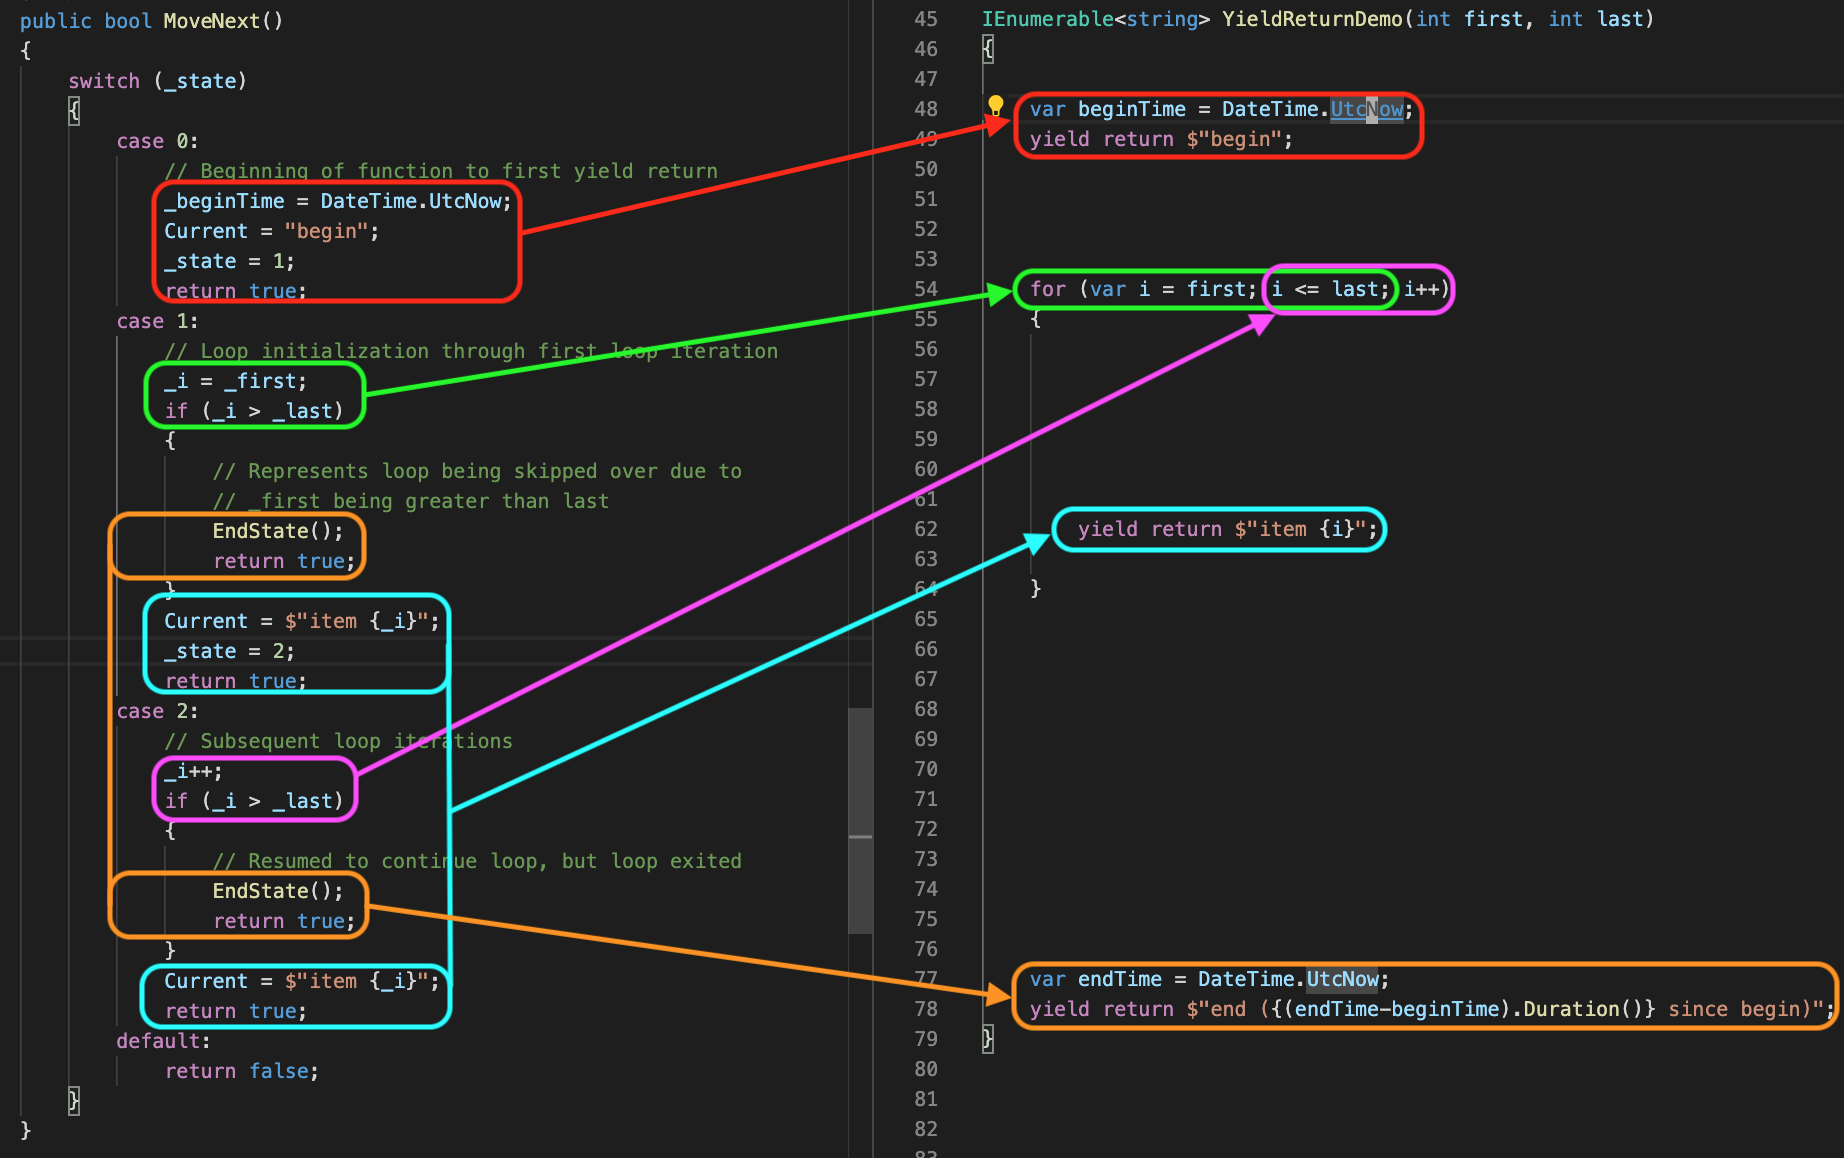 public bool MoveNext()
{
switch (_state)
{
case 0:
// Beginning of function to first yield return
_beginTime = DateTime.UtcNow;
Current = "begin";
_state = 1;
return true;
case 1:
// Loop initialization through first loop iteration
_i = _first;
if (_i > _last)
{
// Represents loop being skipped over due to
// _first being greater than last
EndState();
return true;
}
Current = $"item {_i}";
_state = 2;
return true;
case 2:
// Subsequent loop iterations
_i++;
if (_i > _last)
{
// Resumed to continue loop, but loop exited
EndState();
return true;
}
Current = $"item {_i}";
return true;
default:
return false;
}
}
45 IEnumerable<string> YieldReturnDemo(int first, int last)
46 {
47
48 var beginTime = DateTime.UtcNow;
49 yield return $"begin";
50
51
52
53
54 for (var i = first; i <= last; i++)
55 {
56
57
58
59
60
61
62 yield return $"item {i}";
63
64 }
65
66
67
68
69
70
71
72
73
74
75
76
77 var endTime = DateTime.UtcNow;
78 yield return $"end ({(endTime-beginTime).Duration()} since begin)";
79 }
80
81
82
83